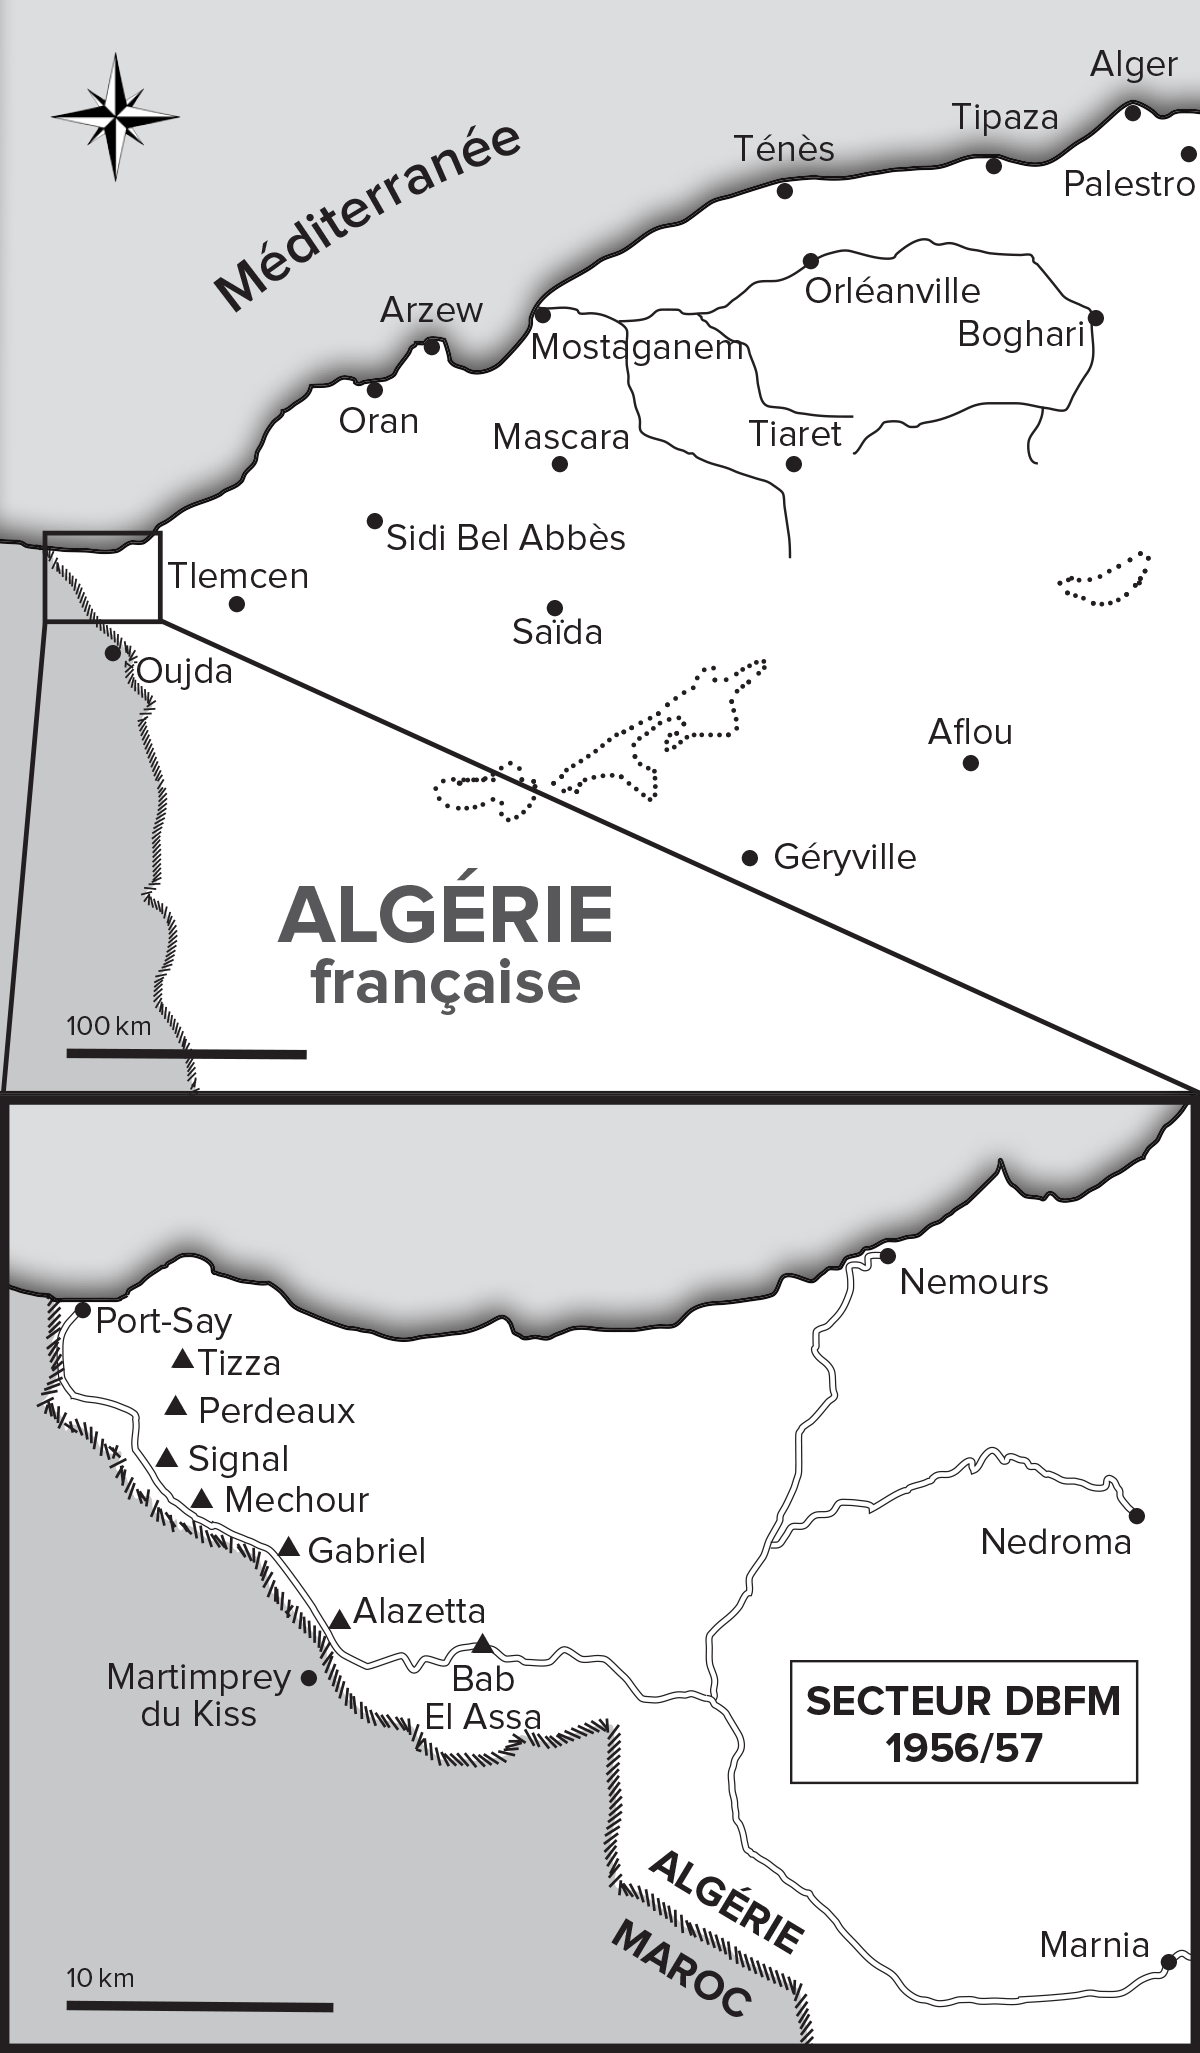 Alger
Tipaza
Ténès
Palestro
Méditerranée
Orléanville
Arzew
Boghari
Mostaganem
Oran
Mascara
Tiaret
Sidi Bel Abbès
Tlemcen
Saïda
Oujda
Aflou
Géryville
ALGÉRIE
française
100 km
Nemours
Port-Say
Tizza
Perdeaux
Signal
Mechour
Gabriel
Nedroma
Alazetta
Martimprey
du Kiss
Bab
El Assa
SECTEUR DBFM
1956/57
ALGÉRIE
MAROC
Marnia
10 km